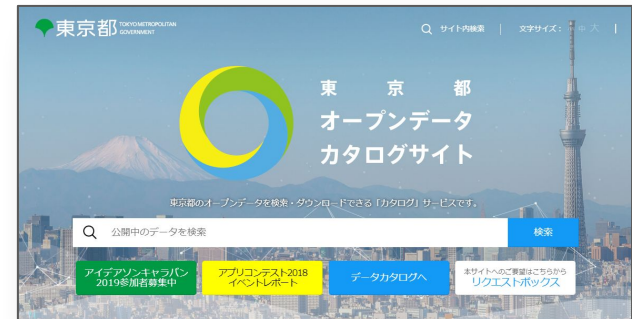 東京都 TOKYO METROPOLITAN
GOVERNMENT
サイト内検索 | 文字サイズ： 中 大 |
東京都
オープンデータ
カタログサイト
東京都のオープンデータを検索・ダウンロードできる「カタログ」サービスです。
公開中のデータを検索
検索
アイデアソンキャラバン
2019参加者募集中
アプリコンテスト2018
イベントレポート
データカタログへ
本サイトへのご要望はこちらから
リクエストボックス